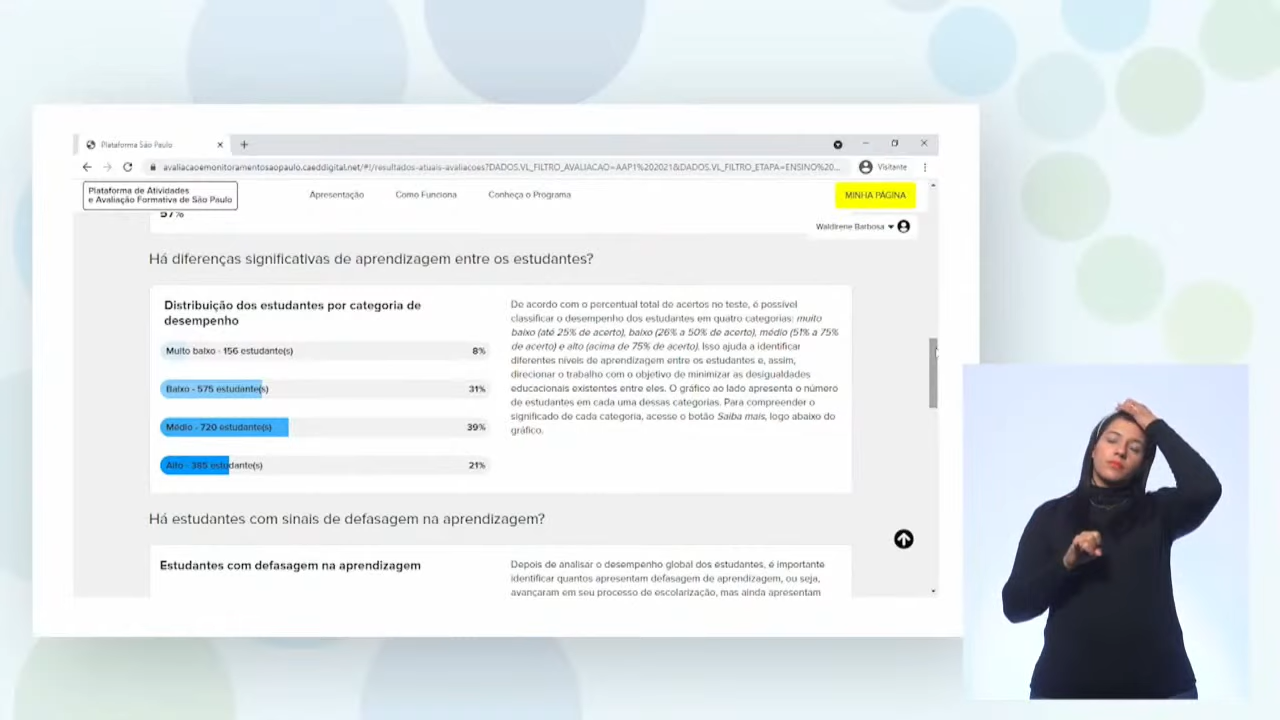 Plataforma São Paulo
avaliacaoemonitoramentosaopaulo.caeddigital.net/#!/resultados-atuais-avaliacoes?DADOS.VL_FILTRO_AVALIACAO=AAP1%202021&DADOS.VL_FILTRO_ETAPA=ENSINO%20...
Visitante
Plataforma de Atividades
e Avaliação Formativa de São Paulo
Apresentação
Como Funciona
Conheça o Programa
MINHA PÁGINA
57%
Waldirene Barbosa
Há diferenças significativas de aprendizagem entre os estudantes?
Distribuição dos estudantes por categoria de
desempenho
Muito baixo - 156 estudante(s) 8%
Baixo - 575 estudante(s) 31%
Médio - 720 estudante(s) 39%
Alto - 385 estudante(s) 21%
De acordo com o percentual total de acertos no teste, é possível
classificar o desempenho dos estudantes em quatro categorias: muito
baixo (até 25% de acerto), baixo (26% a 50% de acerto), médio (51% a 75%
de acerto) e alto (acima de 75% de acerto). Isso ajuda a identificar
diferentes níveis de aprendizagem entre os estudantes e, assim,
direcionar o trabalho com o objetivo de minimizar as desigualdades
educacionais existentes entre eles. O gráfico ao lado apresenta o número
de estudantes em cada uma dessas categorias. Para compreender o
significado de cada categoria, acesse o botão Saiba mais, logo abaixo do
gráfico.
Há estudantes com sinais de defasagem na aprendizagem?
Estudantes com defasagem na aprendizagem
Depois de analisar o desempenho global dos estudantes, é importante
identificar quantos apresentam defasagem de aprendizagem, ou seja,
avançaram em seu processo de escolarização, mas ainda apresentam